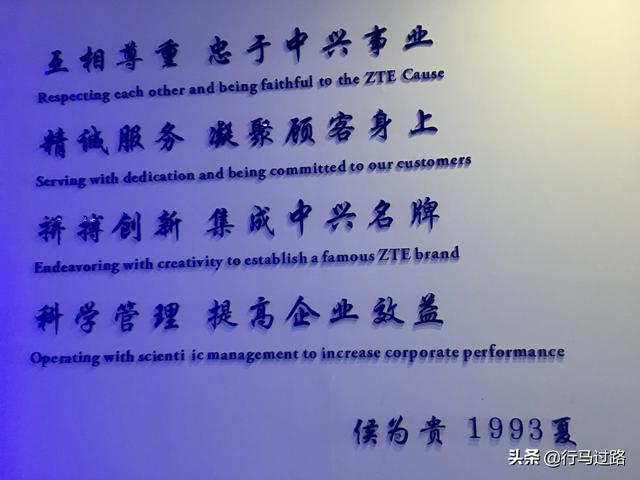 互相尊重 忠于中兴事业
Respecting each other and being faithful to the ZTE Cause
精诚服务 凝聚顾客身上
Serving with dedication and being committed to our customers
拼搏创新 集成中兴名牌
Endeavoring with creativity to establish a famous ZTE brand
科学管理 提高企业效益
Operating with scienti ic management to increase corporate performance
侯为贵 1993夏
头条 @行马过路